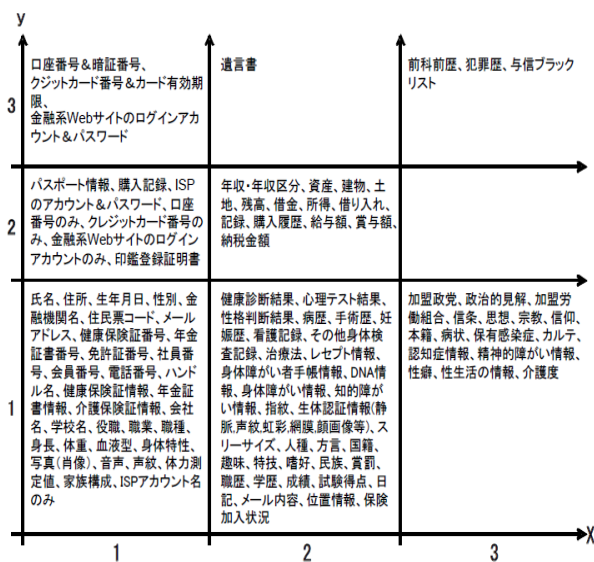 y
口座番号＆暗証番号、
クジットカード番号＆カード有効期
限、
金融系Webサイトのログインアカ
ウント＆パスワード
遺言書
前科前歴、犯罪歴、与信ブラック
リスト
3
パスポート情報、購入記録、ISP
のアカウント＆パスワード、口座
番号のみ、クレジットカード番号の
み、金融系Webサイトのログイン
アカウントのみ、印鑑登録証明書
年収・年収区分、資産、建物、土
地、残高、借金、所得、借り入れ、
記録、購入履歴、給与額、賞与額、
納税金額
2
氏名、住所、生年月日、性別、金
融機関名、住民票コード、メール
アドレス、健康保険証番号、年金
証書番号、免許証番号、社員番
号、会員番号、電話番号、ハンド
ル名、健康保険証情報、年金証
書情報、介護保険証情報、会社
名、学校名、役職、職業、職種、
身長、体重、血液型、身体特性、
写真(肖像)、音声、声紋、体力測
定値、家族構成、ISPアカウント名
のみ
健康診断結果、心理テスト結果、
性格判断結果、病歴、手術歴、妊
娠歴、看護記録、その他身体検
査記録、治療法、レセプト情報、
身体障がい者手帳情報、DNA情
報、身体障がい情報、知的障が
い情報、指紋、生体認証情報(静
脈,声紋,虹彩,網膜,顔画像等)、ス
リーサイズ、人種、方言、国籍、
趣味、特技、嗜好、民族、賞罰、
職歴、学歴、成績、試験得点、日
記、メール内容、位置情報、保険
加入状況
加盟政党、政治的見解、加盟労
働組合、信条、思想、宗教、信仰、
本籍、病状、保有感染症、カルテ、
認知症情報、精神的障がい情報、
性癖、性生活の情報、介護度
1
1
2
3
X